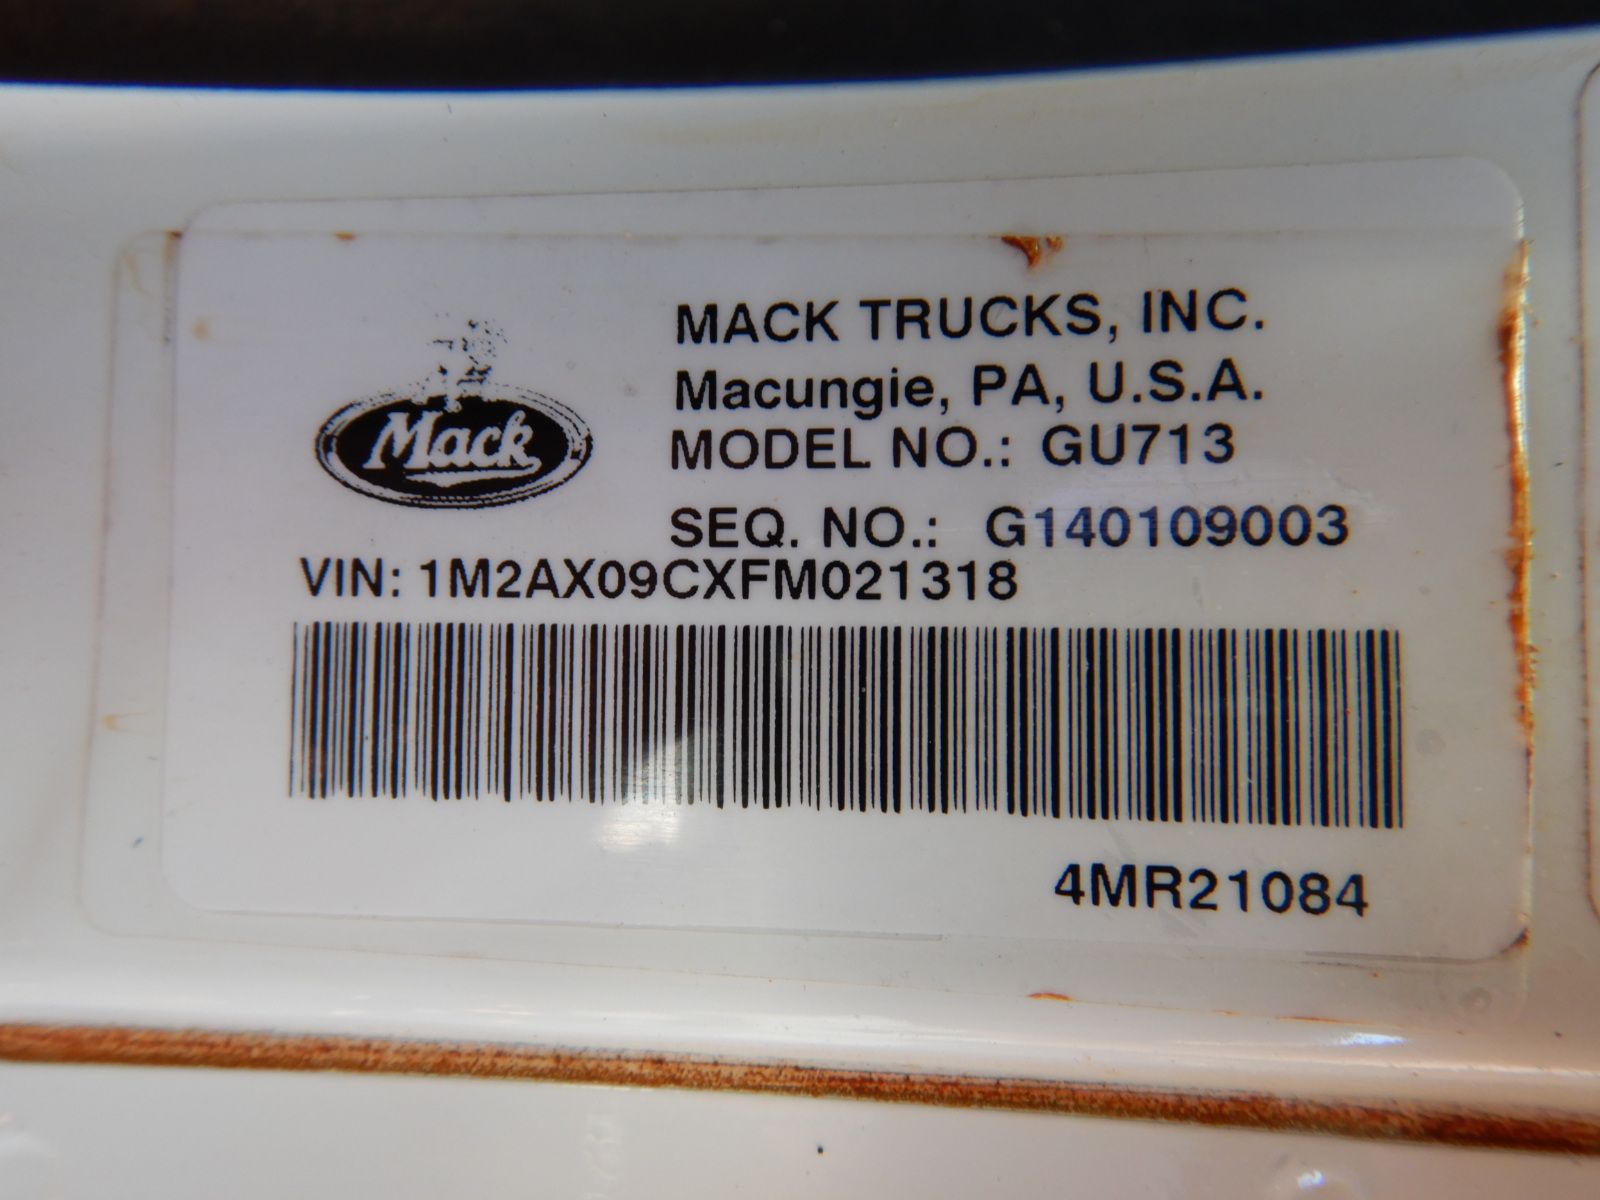 MACK TRUCKS, INC.
Macungie, PA, U.S.A.
Mack
MODEL NO.: GU713
SEQ. NO.: G140109003
VIN: 1M2AX09CXFM021318
4MR21084